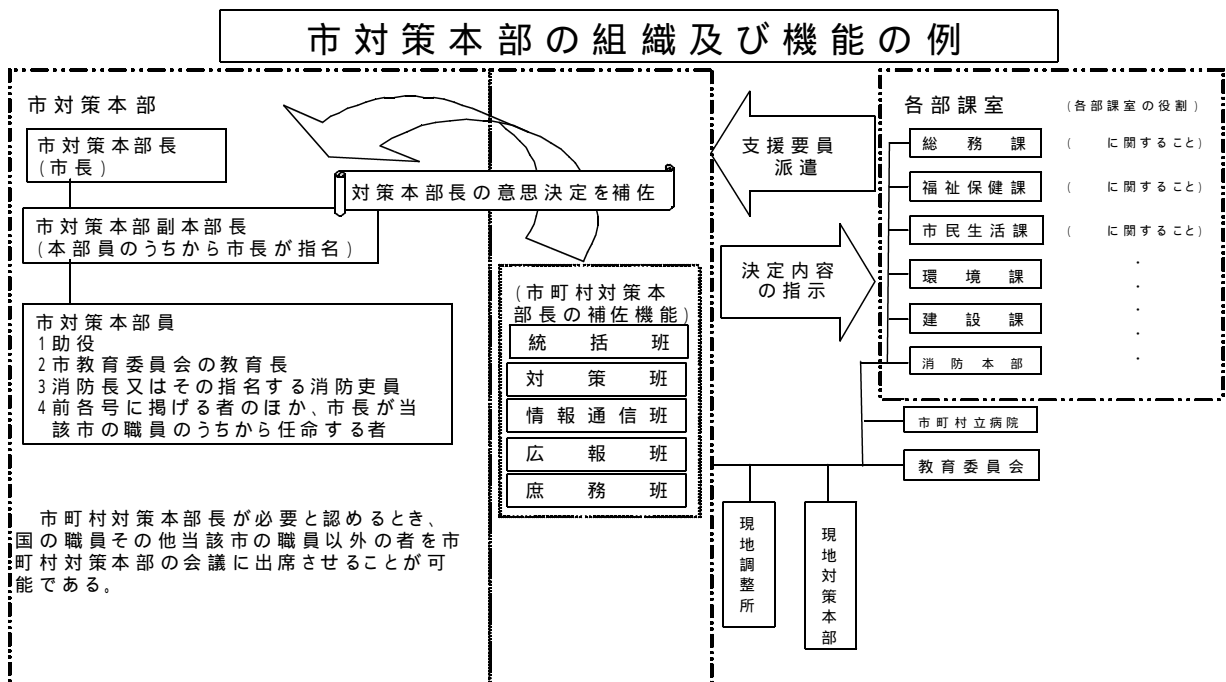 市対策本部の組織及び機能の例
市対策本部
市対策本部長
(市長)
市対策本部副本部長
(本部員のうちから市長が指名)
市対策本部員
1助役
2市教育委員会の教育長
3消防長又はその指名する消防吏員
4前各号に掲げる者のほか、市長が当
該市の職員のうちから任命する者
市町村対策本部長が必要と認めるとき、
国の職員その他当該市の職員以外の者を市
町村対策本部の会議に出席させることが可
能である。
対策本部長の意思決定を補佐
(市町村対策本
部長の補佐機能)
統括班
対策班
情報通信班
広報班
庶務班
支援要員
派遣
決定内容
の指示
各部課室 (各部課室の役割)
総務課 ( に関すること)
福祉保健課 ( に関すること)
市民生活課 ( に関すること)
環境課
建設課
消防本部
市町村立病院
教育委員会
現地調整所
現地対策本部